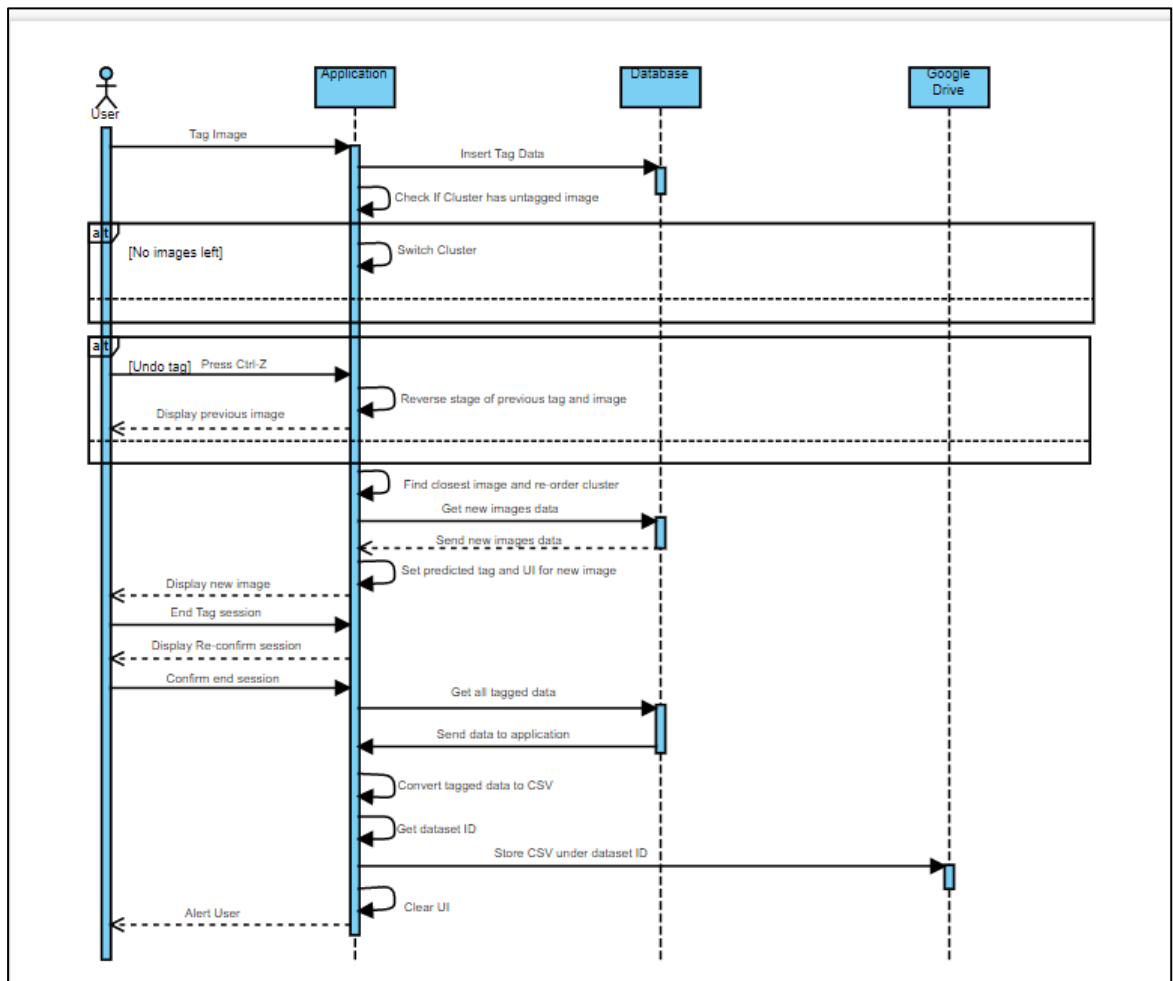 User
Application
Database
Google
Drive
Tag Image
Insert Tag Data
Check If Cluster has untagged image
alt
[No images left]
Switch Cluster
alt
[Undo tag]
Press Ctrl-Z
Reverse stage of previous tag and image
Display previous image
Find closest image and re-order cluster
Get new images data
Send new images data
Set predicted tag and UI for new image
Display new image
End Tag session
Display Re-confirm session
Confirm end session
Get all tagged data
Send data to application
Convert tagged data to CSV
Get dataset ID
Store CSV under dataset ID
Clear UI
Alert User